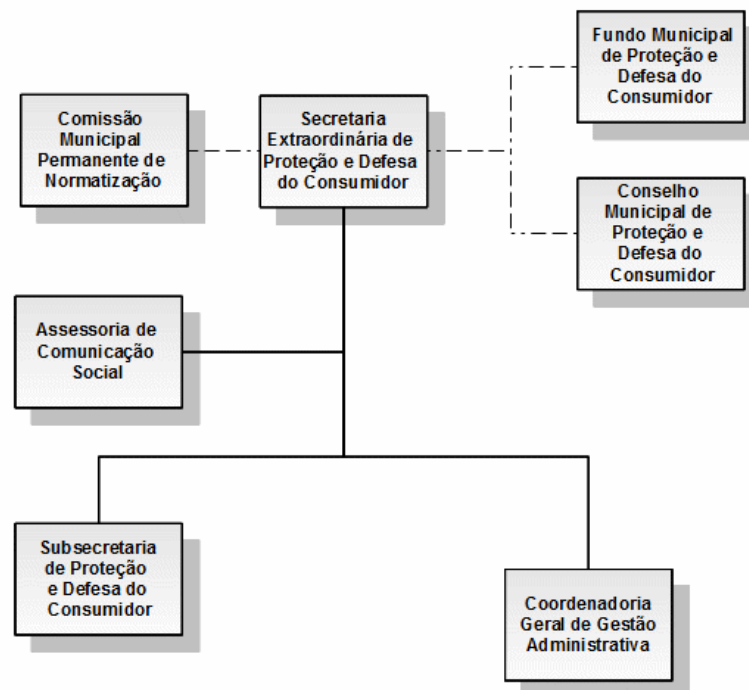 Fundo Municipal
de Proteção e
Defesa do
Consumidor
Comissão
Municipal
Permanente de
Normatização
Secretaria
Extraordinária de
Proteção e Defesa
do Consumidor
Conselho
Municipal de
Proteção e
Defesa do
Consumidor
Assessoria de
Comunicação
Social
Subsecretaria
de Proteção
e Defesa do
Consumidor
Coordenadoria
Geral de Gestão
Administrativa